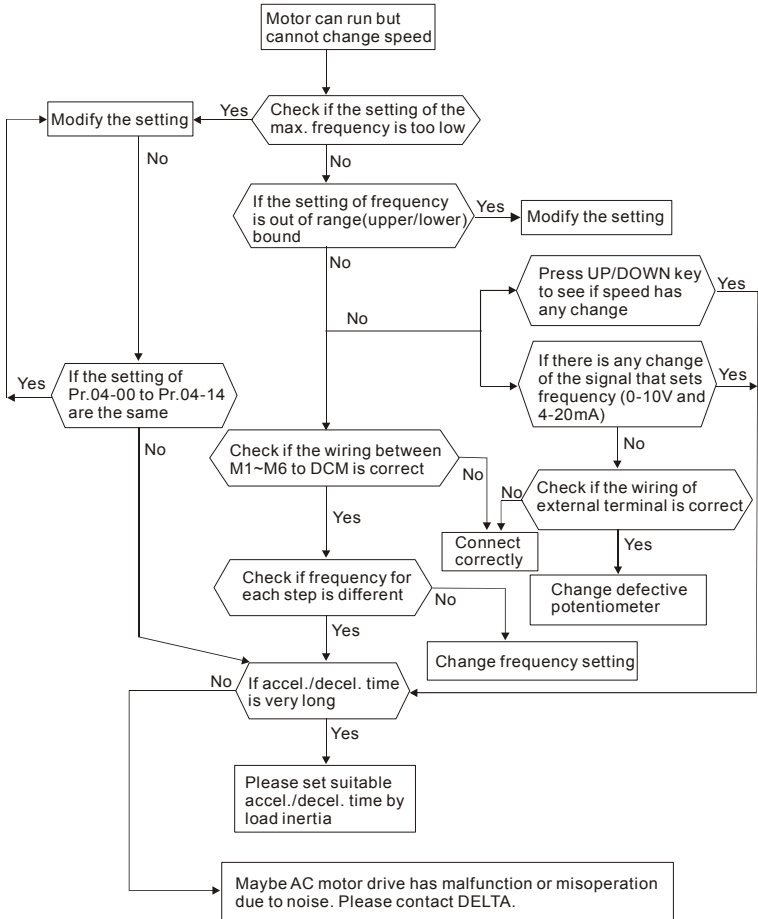 Motor can run but
cannot change speed
Modify the setting
Yes
Check if the setting of the
max. frequency is too low
No
No
If the setting of frequency
is out of range(upper/lower)
bound
Yes
Modify the setting
No
Press UP/DOWN key
to see if speed has
any change
Yes
No
If there is any change
of the signal that sets
frequency (0-10V and
4-20mA)
Yes
Yes
If the setting of
Pr.04-00 to Pr.04-14
are the same
No
No
Check if the wiring between
M1~M6 to DCM is correct
No
No
Check if the wiring of
external terminal is correct
Yes
Connect
correctly
Yes
Change defective
potentiometer
Check if frequency for
each step is different
No
Yes
Change frequency setting
No
If accel./decel. time
is very long
Yes
Please set suitable
accel./decel. time by
load inertia
Maybe AC motor drive has malfunction or misoperation
due to noise. Please contact DELTA.